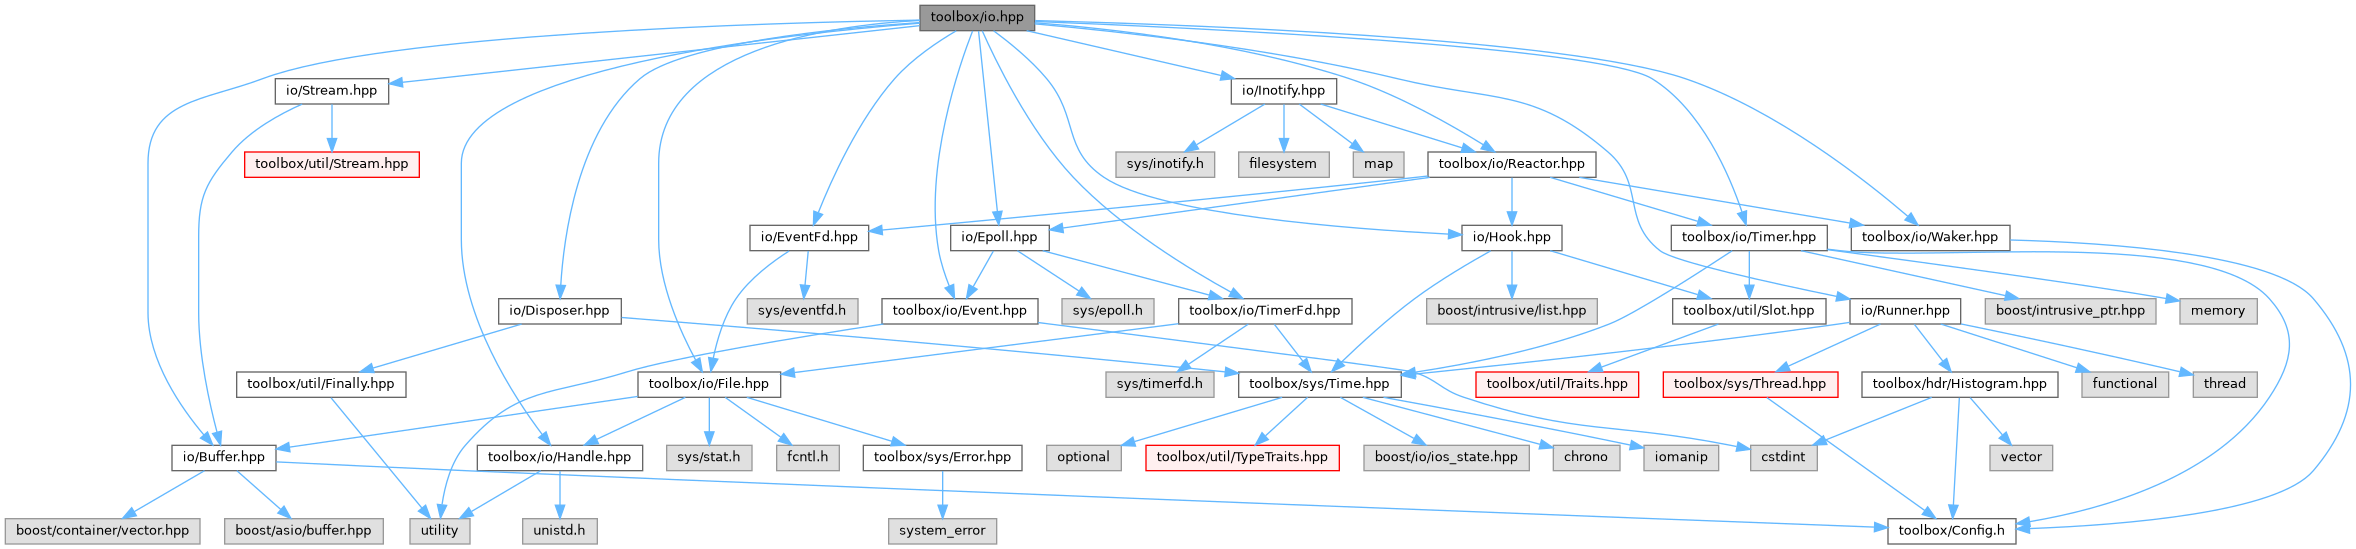 toolbox/io.hpp
io/Stream.hpp
io/Inotify.hpp
toolbox/util/Stream.hpp
sys/inotify.h
filesystem
map
toolbox/io/Reactor.hpp
io/EventFd.hpp
io/Epoll.hpp
io/Hook.hpp
toolbox/io/Timer.hpp
toolbox/io/Waker.hpp
io/Disposer.hpp
sys/eventfd.h
toolbox/io/Event.hpp
sys/epoll.h
toolbox/io/TimerFd.hpp
boost/intrusive/list.hpp
toolbox/util/Slot.hpp
io/Runner.hpp
boost/intrusive_ptr.hpp
memory
toolbox/util/Finally.hpp
toolbox/io/File.hpp
sys/timerfd.h
toolbox/sys/Time.hpp
toolbox/util/Traits.hpp
toolbox/sys/Thread.hpp
toolbox/hdr/Histogram.hpp
functional
thread
io/Buffer.hpp
toolbox/io/Handle.hpp
sys/stat.h
fcntl.h
toolbox/sys/Error.hpp
optional
toolbox/util/TypeTraits.hpp
boost/io/ios_state.hpp
chrono
iomanip
cstdint
vector
boost/container/vector.hpp
boost/asio/buffer.hpp
utility
unistd.h
system_error
toolbox/Config.h